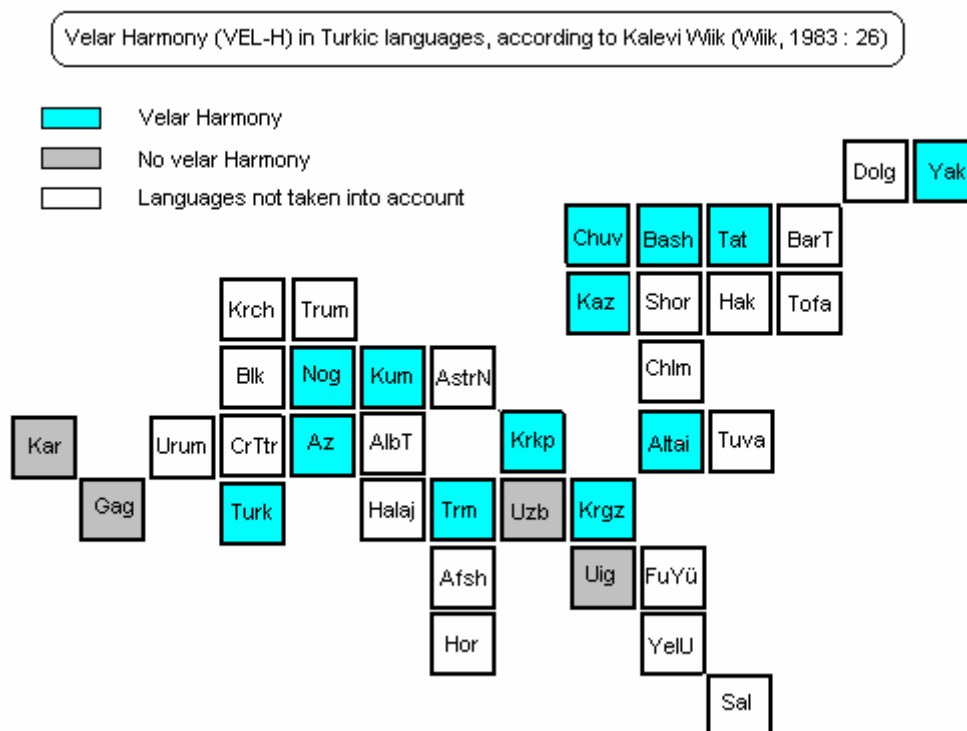 Velar Harmony (VEL-H) in Turkic languages, according to Kalevi Wiik (Wiik, 1983 : 26)
Velar Harmony
No velar Harmony
Languages not taken into account
Dolg Yak
Chuv Bash Tat BarT
Kaz Shor Hak Tofa
Krch Trum
Blk Nog Kum AstrN Chlm
Kar Urum CrTtr Az AlbT Krkp Altai Tuva
Gag Turk Halaj Trm Uzb Krgz
Afsh Uig FuYü
Hor YelU
Sal